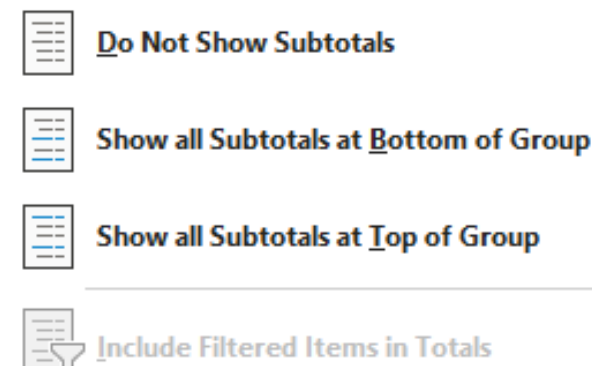 Do Not Show Subtotals
Show all Subtotals at Bottom of Group
Show all Subtotals at Top of Group
Include Filtered Items in Totals